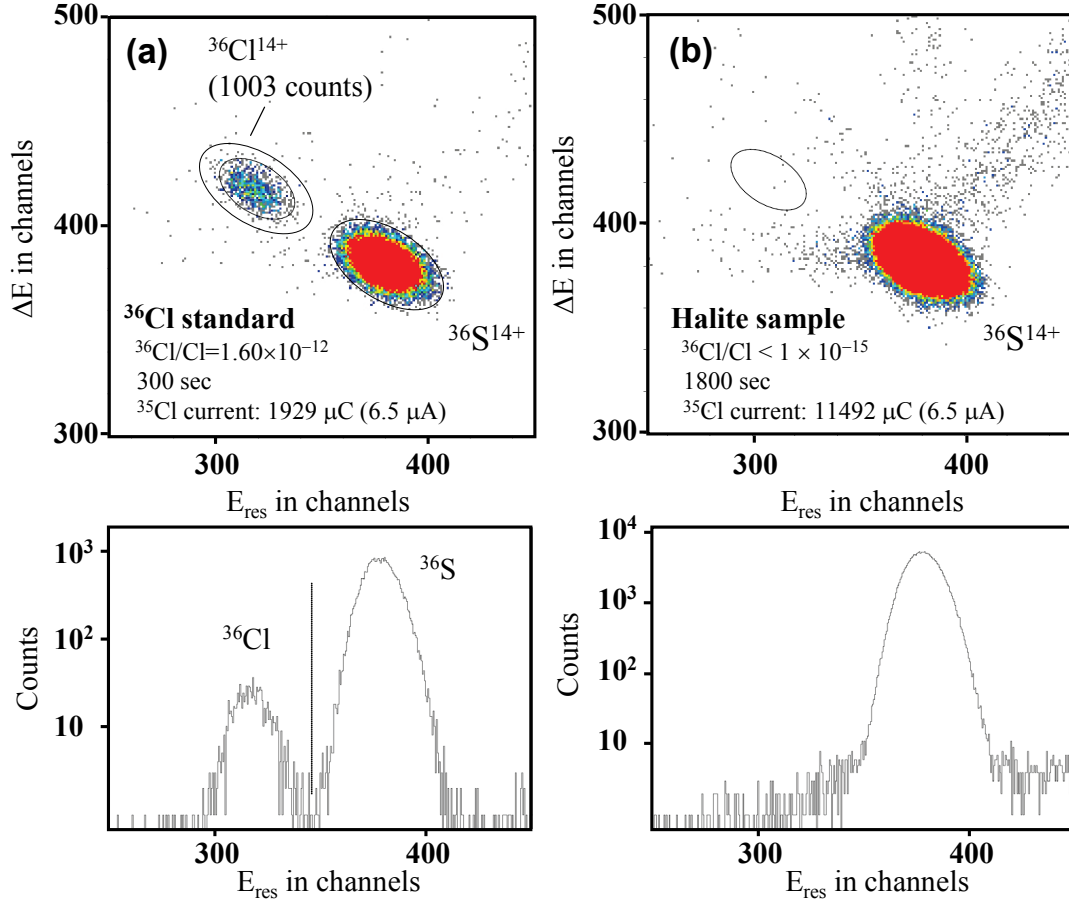 (a)
³⁶Cl¹⁴⁺
(1003 counts)
500
400
300
ΔE in channels
³⁶Cl standard
³⁶Cl/Cl=1.60×10⁻¹²
300 sec
³⁵Cl current: 1929 μC (6.5 μA)
³⁶S¹⁴⁺
300 400
E_res in channels
(b)
500
400
300
ΔE in channels
Halite sample
³⁶Cl/Cl < 1 × 10⁻¹⁵
1800 sec
³⁵Cl current: 11492 μC (6.5 μA)
³⁶S¹⁴⁺
300 400
E_res in channels
10³
10²
10
Counts
³⁶Cl
³⁶S
300 400
E_res in channels
10⁴
10³
10²
10
Counts
300 400
E_res in channels